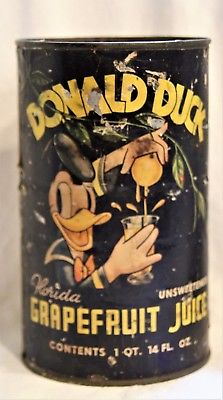 DONALD DUCK
Florida
UNSWEETENED
GRAPEFRUIT JUICE
CONTENTS 1 QT. 14 FL. OZ.